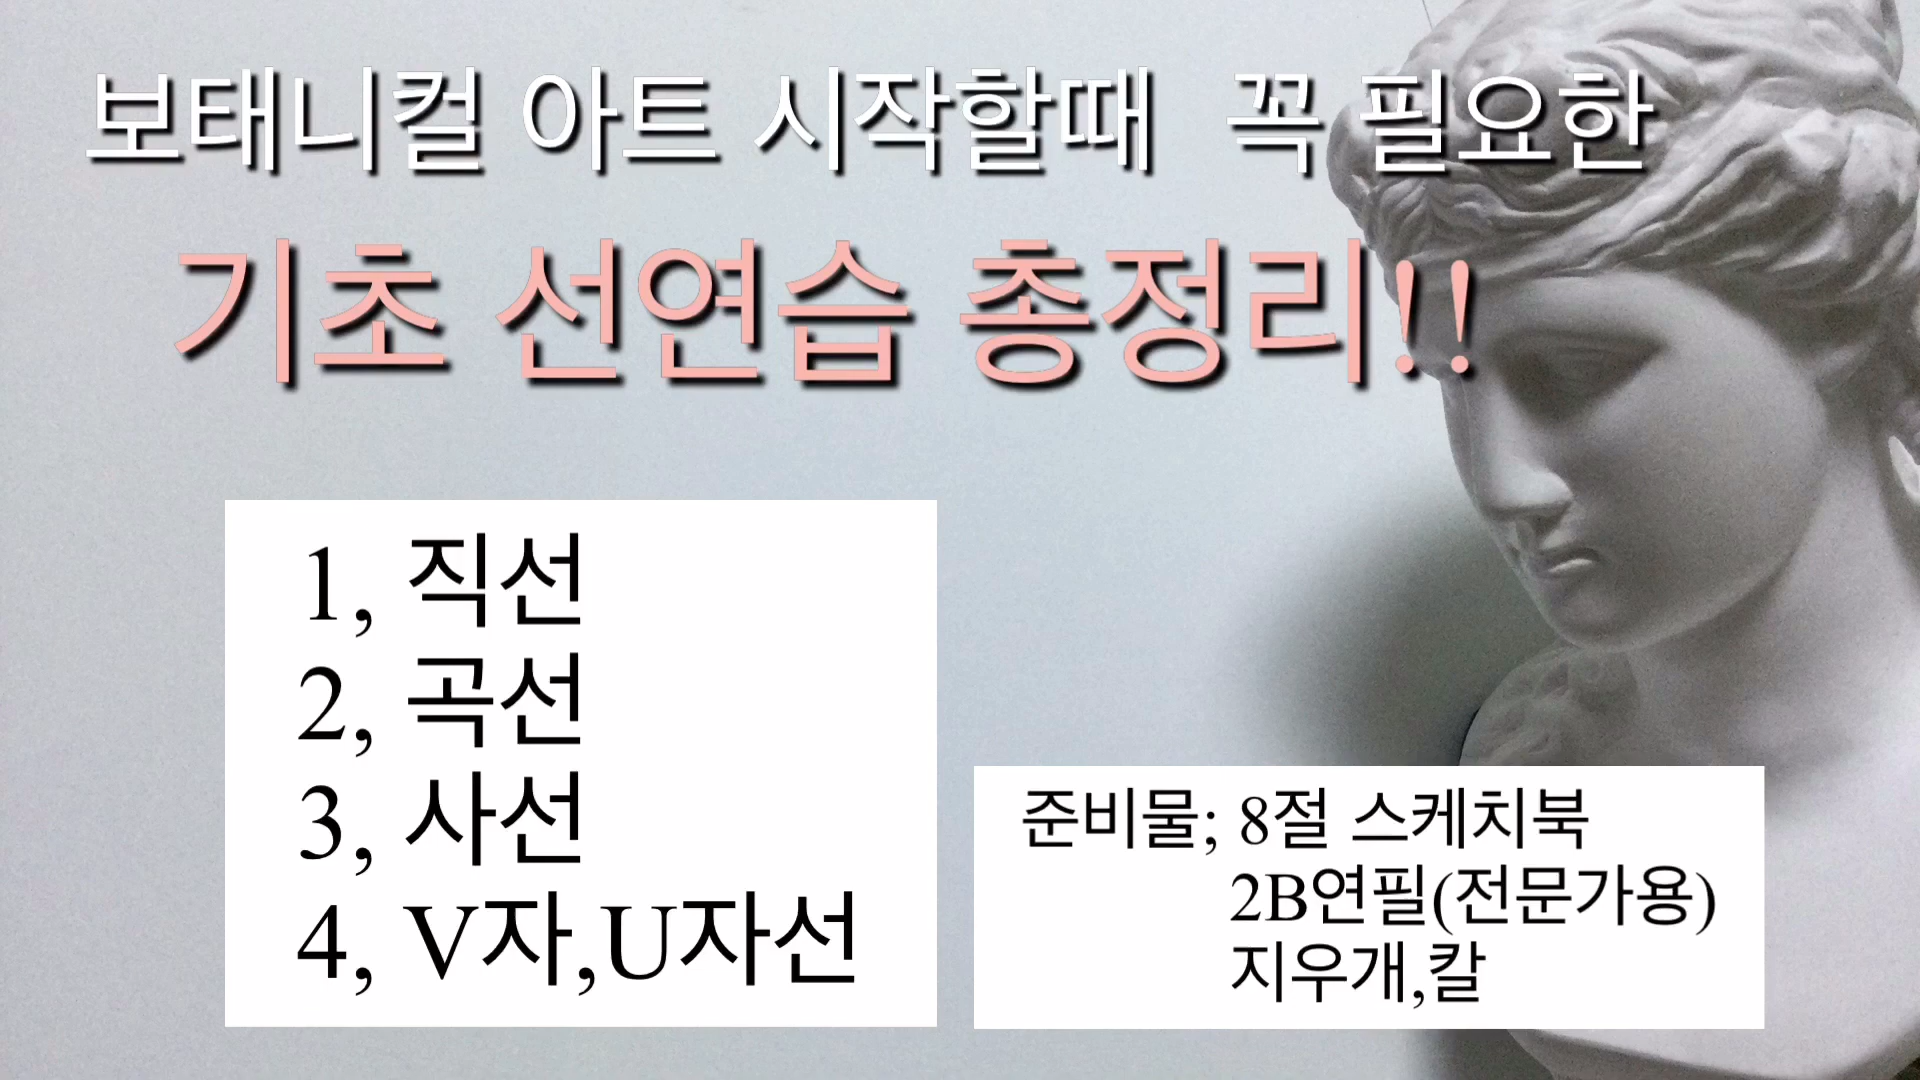 보태니컬 아트 시작할때 꼭 필요한
기초 선연습 총정리!!
1, 직선
2, 곡선
3, 사선
4, V자,U자선
준비물; 8절 스케치북
2B연필(전문가용)
지우개,칼